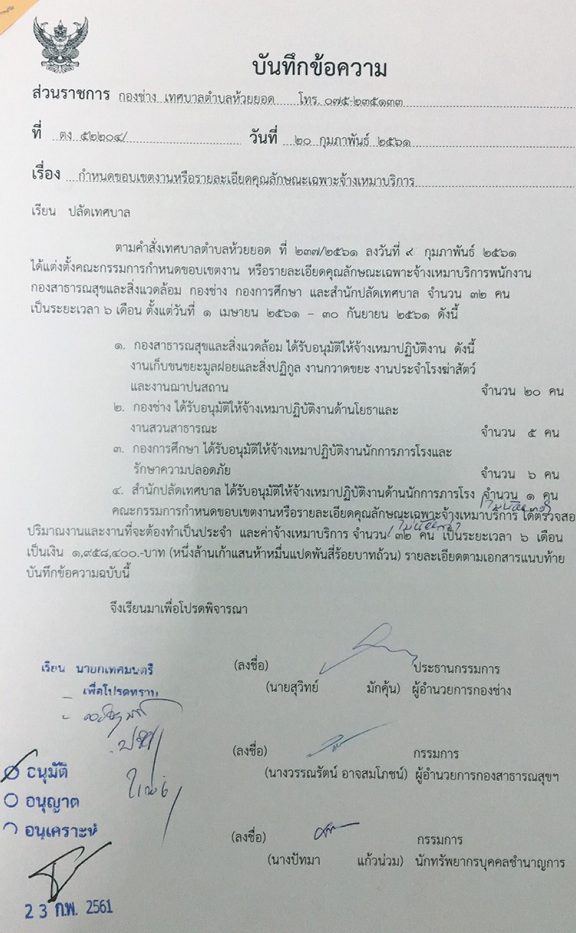 บันทึกข้อความ
ส่วนราชการ กองช่าง เทศบาลตำบลห้วยยอด โทร. ๐๗๕-๒๓๕๑๓๓
ที่ ตง ๕๒๒๐๔/ วันที่ ๒๐ กุมภาพันธ์ ๒๕๖๑
เรื่อง กำหนดขอบเขตงานหรือรายละเอียดคุณลักษณะเฉพาะจ้างเหมาบริการ
เรียน ปลัดเทศบาล
ตามคำสั่งเทศบาลตำบลห้วยยอด ที่ ๒๓๗/๒๕๖๑ ลงวันที่ ๙ กุมภาพันธ์ ๒๕๖๑
ได้แต่งตั้งคณะกรรมการกำหนดขอบเขตงาน หรือรายละเอียดคุณลักษณะเฉพาะจ้างเหมาบริการพนักงาน
กองสาธารณสุขและสิ่งแวดล้อม กองช่าง กองการศึกษา และสำนักปลัดเทศบาล จำนวน ๓๒ คน
เป็นระยะเวลา ๖ เดือน ตั้งแต่วันที่ ๑ เมษายน ๒๕๖๑ – ๓๐ กันยายน ๒๕๖๑ ดังนี้
๑. กองสาธารณสุขและสิ่งแวดล้อม ได้รับอนุมัติให้จ้างเหมาปฏิบัติงาน ดังนี้
งานเก็บขนขยะมูลฝอยและสิ่งปฏิกูล งานกวาดขยะ งานประจำโรงฆ่าสัตว์
และงานฌาปนสถาน จำนวน ๒๐ คน
๒. กองช่าง ได้รับอนุมัติให้จ้างเหมาปฏิบัติงานด้านโยธาและ
งานสวนสาธารณะ จำนวน ๕ คน
๓. กองการศึกษา ได้รับอนุมัติให้จ้างเหมาปฏิบัติงานนักการภารโรงและ
รักษาความปลอดภัย จำนวน ๖ คน
๔. สำนักปลัดเทศบาล ได้รับอนุมัติให้จ้างเหมาปฏิบัติงานด้านนักการภารโรง จำนวน ๑ คน
ไม่น้อยกว่า
คณะกรรมการกำหนดขอบเขตงานหรือรายละเอียดคุณลักษณะเฉพาะจ้างเหมาบริการ ได้ตรวจสอ
ไม่น้อยกว่า
ปริมาณงานและงานที่จะต้องทำเป็นประจำ และค่าจ้างเหมาบริการ จำนวน ๓๒ คน เป็นระยะเวลา ๖ เดือน
เป็นเงิน ๑,๙๕๘,๔๐๐.-บาท (หนึ่งล้านเก้าแสนห้าหมื่นแปดพันสี่ร้อยบาทถ้วน) รายละเอียดตามเอกสารแนบท้าย
บันทึกข้อความฉบับนี้
จึงเรียนมาเพื่อโปรดพิจารณา
(ลงชื่อ) ประธานกรรมการ
(นายสุวิทย์ มักคุ้น) ผู้อำนวยการกองช่าง
(ลงชื่อ) กรรมการ
(นางวรรณรัตน์ อาจสมโภชน์) ผู้อำนวยการกองสาธารณสุขฯ
(ลงชื่อ) กรรมการ
(นางปัทมา แก้วน่วม) นักทรัพยากรบุคคลชำนาญการ
เรียน นายกเทศมนตรี
เพื่อโปรดทราบ
อนุมัติ
อนุญาต
อนุเคราะห์
23 ก.พ. 2561